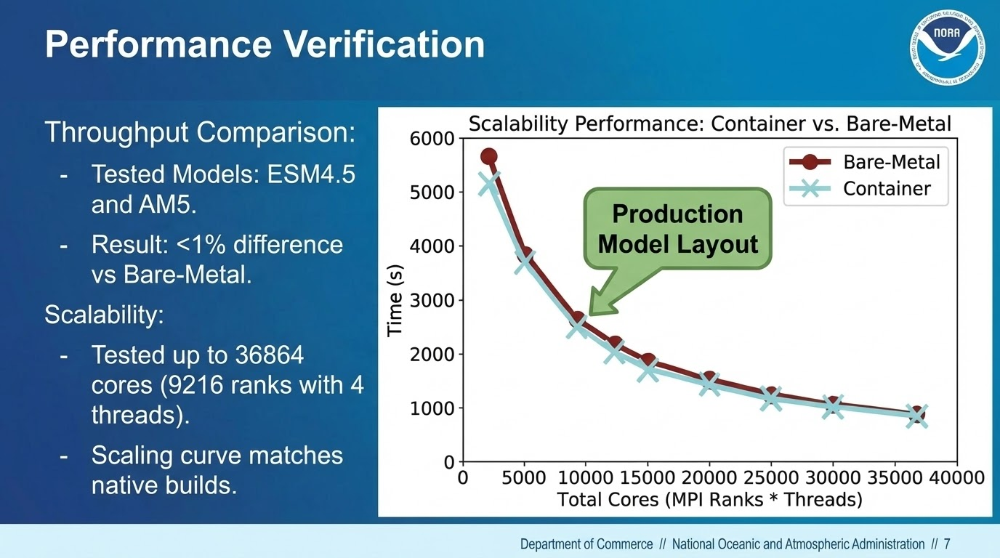 Performance Verification
NOAA
Throughput Comparison:
- Tested Models: ESM4.5
and AM5.
- Result: <1% difference
vs Bare-Metal.
Scalability:
- Tested up to 36864
cores (9216 ranks with 4
threads).
- Scaling curve matches
native builds.
Scalability Performance: Container vs. Bare-Metal
Bare-Metal
Container
Production
Model Layout
Time (s)
6000
5000
4000
3000
2000
1000
0
0 5000 10000 15000 20000 25000 30000 35000 40000
Total Cores (MPI Ranks * Threads)
Department of Commerce // National Oceanic and Atmospheric Administration // 7